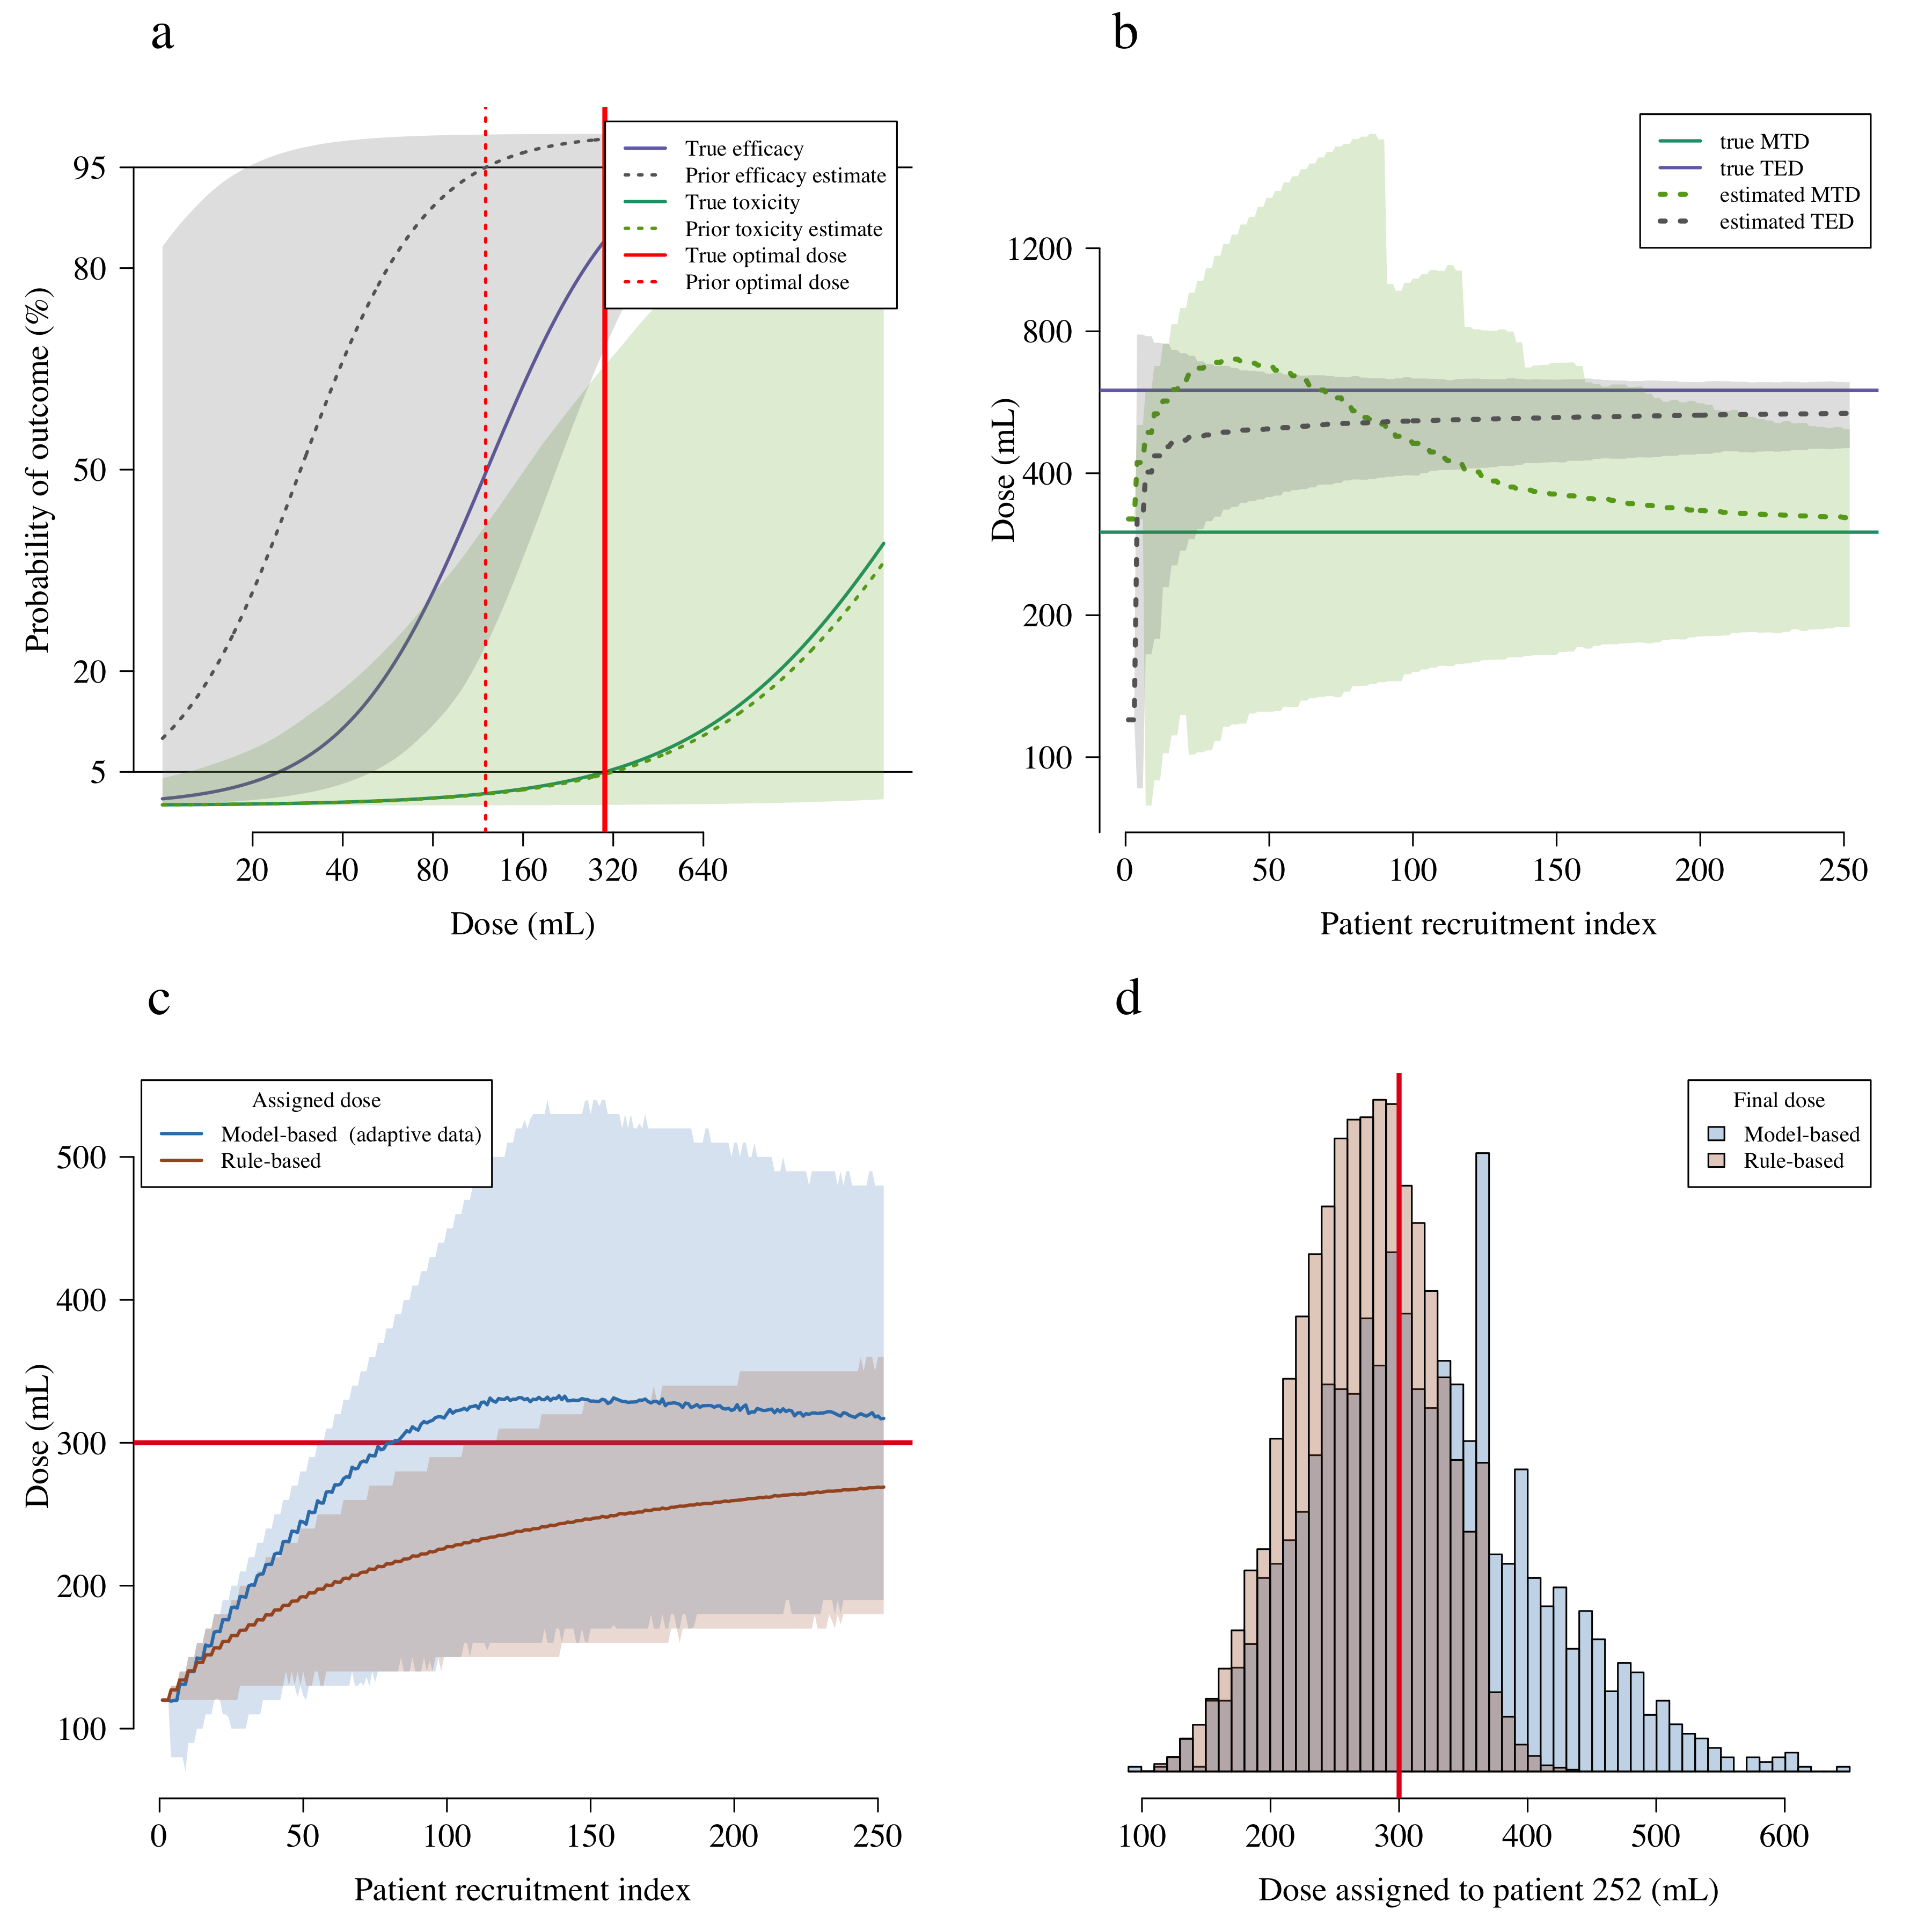 a
Probability of outcome (%)
95
80
50
20
5
True efficacy
Prior efficacy estimate
True toxicity
Prior toxicity estimate
True optimal dose
Prior optimal dose
20 40 80 160 320 640
Dose (mL)
b
Dose (mL)
1200
800
400
200
100
true MTD
true TED
estimated MTD
estimated TED
0 50 100 150 200 250
Patient recruitment index
c
Dose (mL)
500
400
300
200
100
Assigned dose
Model-based (adaptive data)
Rule-based
0 50 100 150 200 250
Patient recruitment index
d
Final dose
Model-based
Rule-based
100 200 300 400 500 600
Dose assigned to patient 252 (mL)